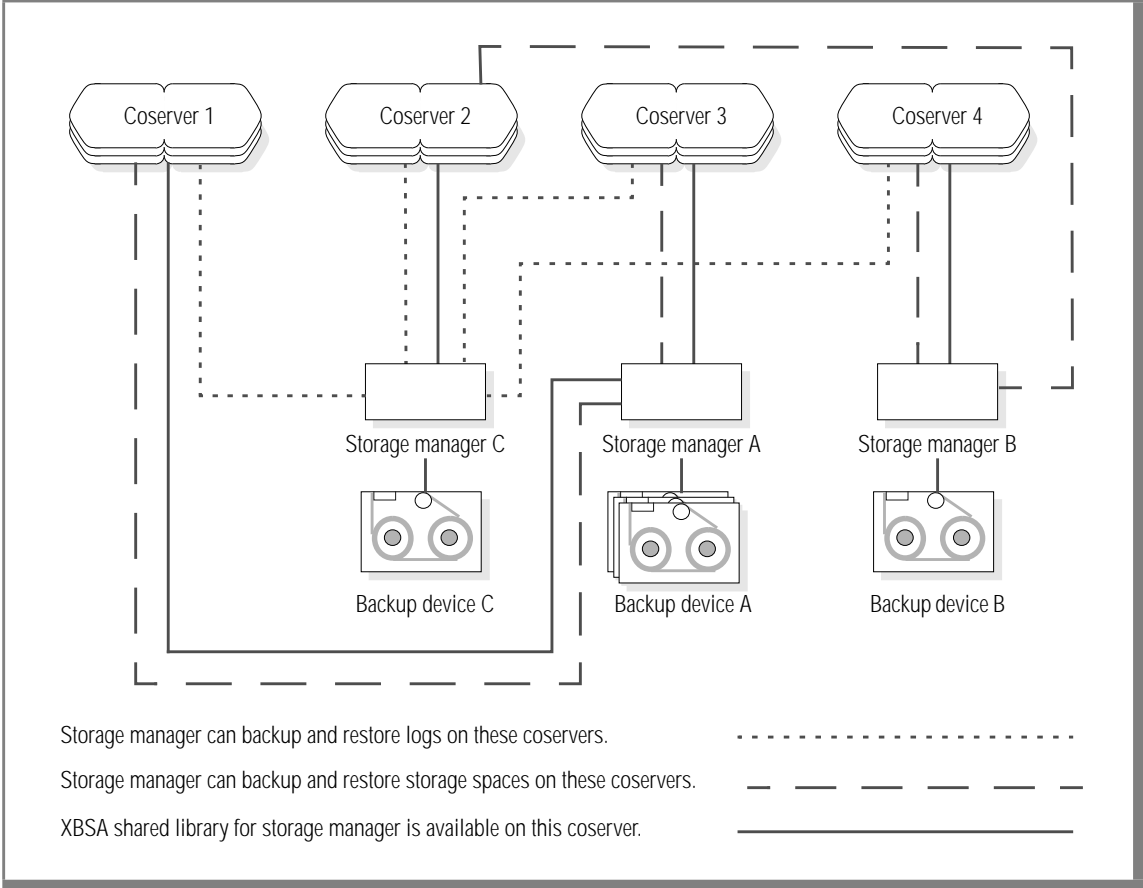 Coserver 1
Coserver 2
Coserver 3
Coserver 4
Storage manager C
Storage manager A
Storage manager B
Backup device C
Backup device A
Backup device B
Storage manager can backup and restore logs on these coservers.
Storage manager can backup and restore storage spaces on these coservers.
XBSA shared library for storage manager is available on this coserver.